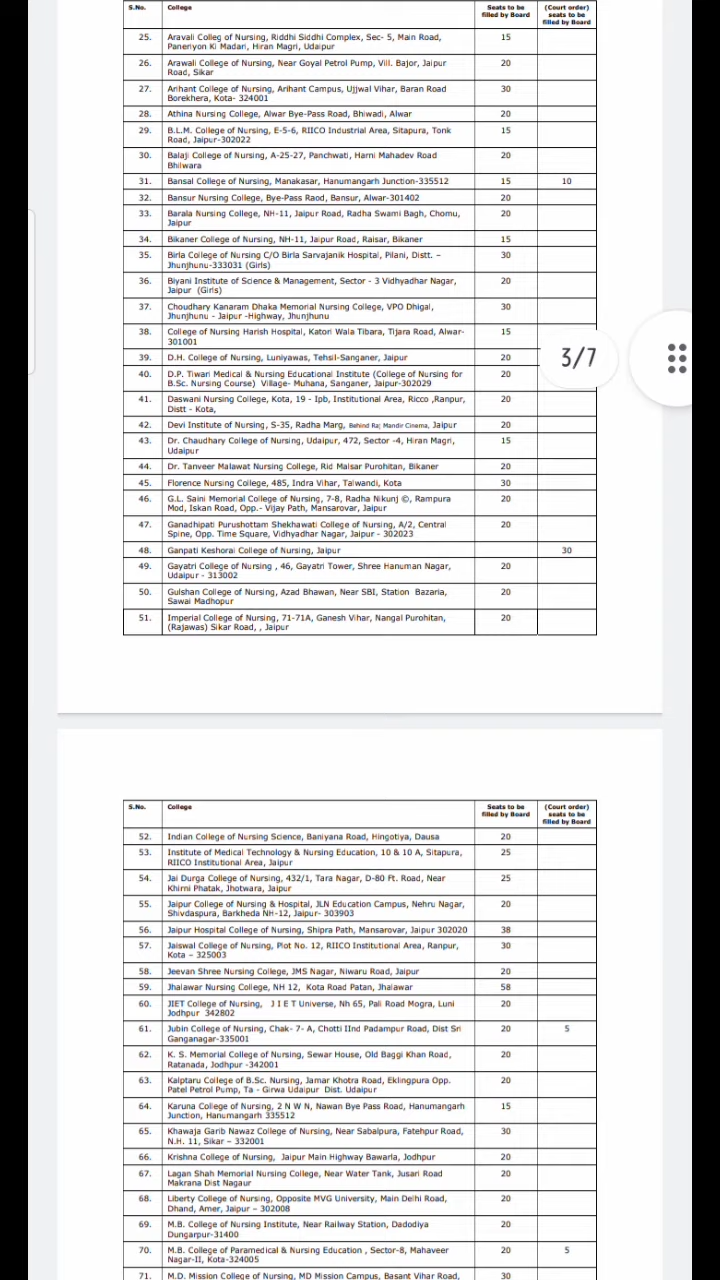 S.No. College Seats to be (Court order)
filled by Board seats to be
filled by Board
25. Aravali Colleg of Nursing, Riddhi Siddhi Complex, Sec- 5, Main Road, 15
Paneriyon Ki Madari, Hiran Magri, Udaipur
26. Arawali College of Nursing, Near Goyal Petrol Pump, Vill. Bajor, Jaipur 20
Road, Sikar
27. Arihant College of Nursing, Arihant Campus, Ujjwal Vihar, Baran Road 30
Borekhera, Kota- 324001
28. Athina Nursing College, Alwar Bye-Pass Road, Bhiwadi, Alwar 20
29. B.L.M. College of Nursing, E-5-6, RIICO Industrial Area, Sitapura, Tonk 15
Road, Jaipur-302022
30. Balaji College of Nursing, A-25-27, Panchwati, Harni Mahadev Road 20
Bhilwara
31. Bansal College of Nursing, Manakasar, Hanumangarh Junction-335512 15 10
32. Bansur Nursing College, Bye-Pass Raod, Bansur, Alwar-301402 20
33. Barala Nursing College, NH-11, Jaipur Road, Radha Swami Bagh, Chomu, 20
Jaipur
34. Bikaner College of Nursing, NH-11, Jaipur Road, Raisar, Bikaner 15
35. Birla College of Nursing C/O Birla Sarvajanik Hospital, Pilani, Distt. – 30
Jhunjhunu-333031 (Girls)
36. Biyani Institute of Science & Management, Sector - 3 Vidhyadhar Nagar, 20
Jaipur (Girls)
37. Choudhary Kanaram Dhaka Memorial Nursing College, VPO Dhigal, 30
Jhunjhunu - Jaipur -Highway, Jhunjhunu
38. College of Nursing Harish Hospital, Katori Wala Tibara, Tijara Road, Alwar- 15
301001
39. D.H. College of Nursing, Luniyawas, Tehsil-Sanganer, Jaipur 20
3/7
40. D.P. Tiwari Medical & Nursing Educational Institute (College of Nursing for 20
B.Sc. Nursing Course) Village- Muhana, Sanganer, Jaipur-302029
41. Daswani Nursing College, Kota, 19 - Ipb, Institutional Area, Ricco ,Ranpur, 20
Distt - Kota,
42. Devi Institute of Nursing, S-35, Radha Marg, Behind Raj Mandir Cinema, Jaipur 20
43. Dr. Chaudhary College of Nursing, Udaipur, 472, Sector -4, Hiran Magri, 15
Udaipur
44. Dr. Tanveer Malawat Nursing College, Rid Malsar Purohitan, Bikaner 20
45. Florence Nursing College, 485, Indra Vihar, Talwandi, Kota 30
46. G.L. Saini Memorial College of Nursing, 7-8, Radha Nikunj ©, Rampura 20
Mod, Iskan Road, Opp.- Vijay Path, Mansarovar, Jaipur
47. Ganadhipati Purushottam Shekhawati College of Nursing, A/2, Central 20
Spine, Opp. Time Square, Vidhyadhar Nagar, Jaipur - 302023
48. Ganpati Keshorai College of Nursing, Jaipur 30
49. Gayatri College of Nursing , 46, Gayatri Tower, Shree Hanuman Nagar, 20
Udaipur - 313002
50. Gulshan College of Nursing, Azad Bhawan, Near SBI, Station Bazaria, 20
Sawai Madhopur
51. Imperial College of Nursing, 71-71A, Ganesh Vihar, Nangal Purohitan, 20
(Rajawas) Sikar Road, , Jaipur
S.No. College Seats to be (Court order)
filled by Board seats to be
filled by Board
52. Indian College of Nursing Science, Baniyana Road, Hingotiya, Dausa 20
53. Institute of Medical Technology & Nursing Education, 10 & 10 A, Sitapura, 25
RIICO Institutional Area, Jaipur
54. Jai Durga College of Nursing, 432/1, Tara Nagar, D-80 Ft. Road, Near 25
Khirni Phatak, Jhotwara, Jaipur
55. Jaipur College of Nursing & Hospital, JLN Education Campus, Nehru Nagar, 20
Shivdaspura, Barkheda NH-12, Jaipur- 303903
56. Jaipur Hospital College of Nursing, Shipra Path, Mansarovar, Jaipur 302020 38
57. Jaiswal College of Nursing, Plot No. 12, RIICO Institutional Area, Ranpur, 30
Kota – 325003
58. Jeevan Shree Nursing College, JMS Nagar, Niwaru Road, Jaipur 20
59. Jhalawar Nursing College, NH 12, Kota Road Patan, Jhalawar 58
60. JIET College of Nursing, J I E T Universe, Nh 65, Pali Road Mogra, Luni 20
Jodhpur 342802
61. Jubin College of Nursing, Chak- 7- A, Chotti IInd Padampur Road, Dist Sri 20 5
Ganganagar-335001
62. K. S. Memorial College of Nursing, Sewar House, Old Baggi Khan Road, 20
Ratanada, Jodhpur -342001
63. Kalptaru College of B.Sc. Nursing, Jamar Khotra Road, Eklingpura Opp. 20
Patel Petrol Pump, Ta - Girwa Udaipur Dist. Udaipur
64. Karuna College of Nursing, 2 N W N, Nawan Bye Pass Road, Hanumangarh 15
Junction, Hanumangarh 335512
65. Khawaja Garib Nawaz College of Nursing, Near Sabalpura, Fatehpur Road, 30
N.H. 11, Sikar – 332001
66. Krishna College of Nursing, Jaipur Main Highway Bawarla, Jodhpur 20
67. Lagan Shah Memorial Nursing College, Near Water Tank, Jusari Road 20
Makrana Dist Nagaur
68. Liberty College of Nursing, Opposite MVG University, Main Delhi Road, 20
Dhand, Amer, Jaipur – 302008
69. M.B. College of Nursing Institute, Near Railway Station, Dadodiya 20
Dungarpur-31400
70. M.B. College of Paramedical & Nursing Education , Sector-8, Mahaveer 20 5
Nagar-II, Kota-324005
71. M.D. Mission College of Nursing, MD Mission Campus, Basant Vihar Road, 30